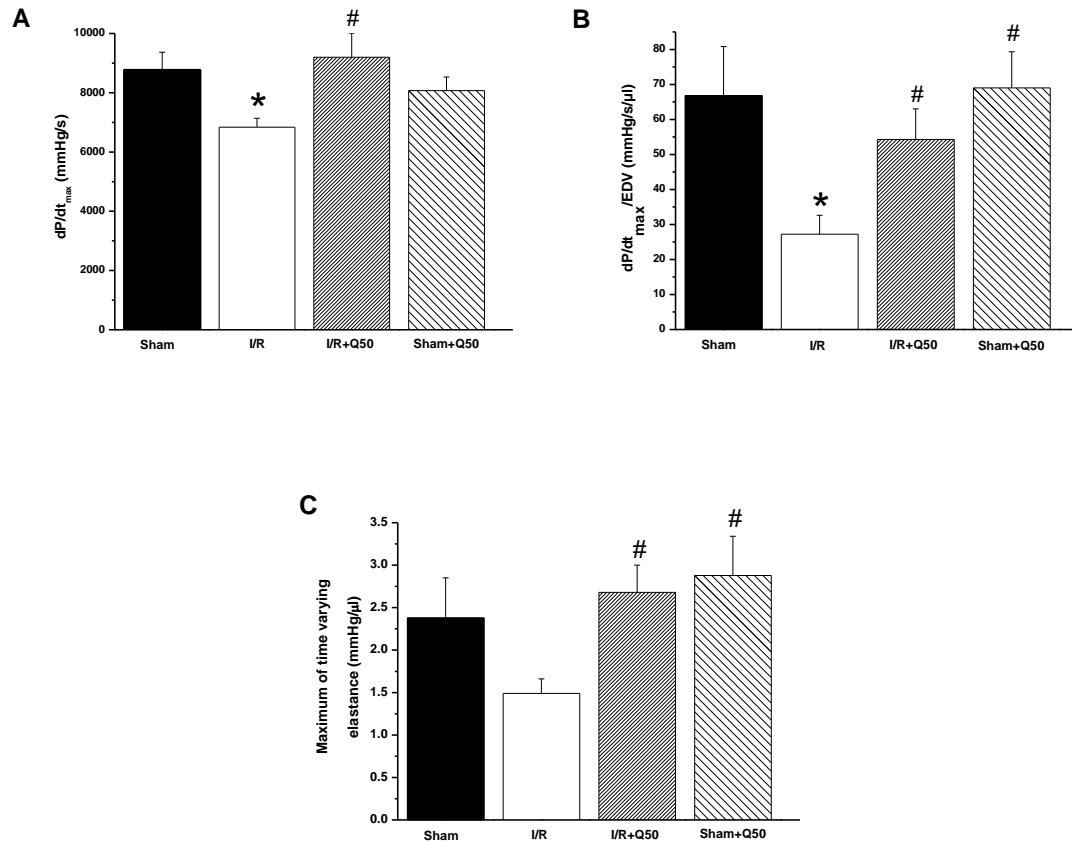 A
dP/dtmax (mmHg/s)
10000
8000
6000
4000
2000
0
*
#
Sham
I/R
I/R+Q50
Sham+Q50
B
dP/dtmax/EDV (mmHg/s/µl)
80
70
60
50
40
30
20
10
0
*
#
#
Sham
I/R
I/R+Q50
Sham+Q50
C
Maximum of time varying
elastance (mmHg/µl)
3.5
3.0
2.5
2.0
1.5
1.0
0.5
0.0
#
#
Sham
I/R
I/R+Q50
Sham+Q50